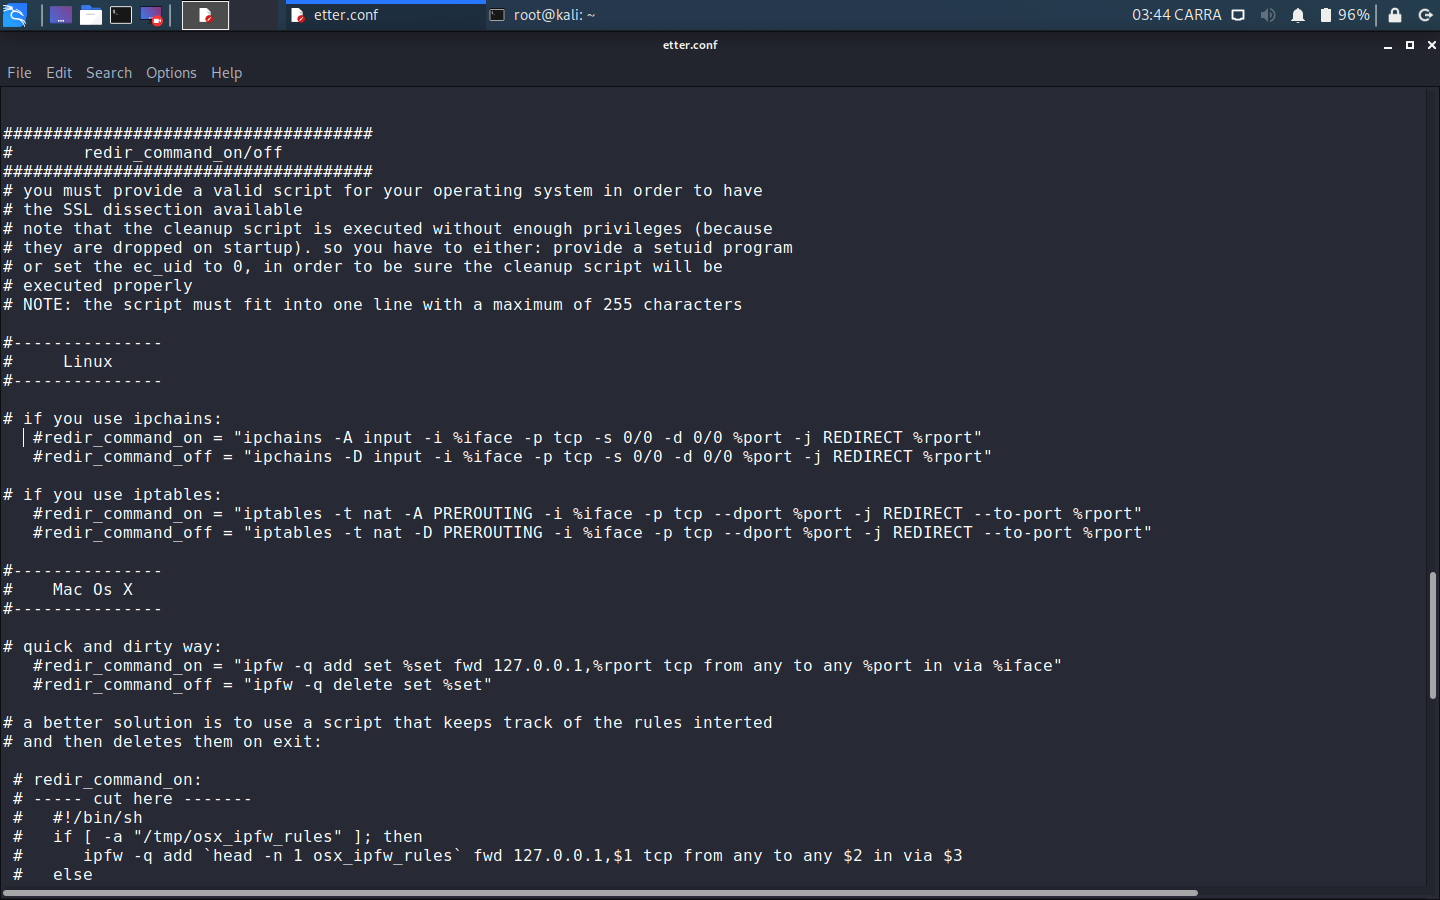 etter.conf
root@kali: ~
03:44 CARRA
96%
etter.conf
File Edit Search Options Help
#####################################
#       redir_command_on/off
#####################################
# you must provide a valid script for your operating system in order to have
# the SSL dissection available
# note that the cleanup script is executed without enough privileges (because
# they are dropped on startup). so you have to either: provide a setuid program
# or set the ec_uid to 0, in order to be sure the cleanup script will be
# executed properly
# NOTE: the script must fit into one line with a maximum of 255 characters
#---------------
#     Linux
#---------------
# if you use ipchains:
   #redir_command_on = "ipchains -A input -i %iface -p tcp -s 0/0 -d 0/0 %port -j REDIRECT %rport"
   #redir_command_off = "ipchains -D input -i %iface -p tcp -s 0/0 -d 0/0 %port -j REDIRECT %rport"
# if you use iptables:
   #redir_command_on = "iptables -t nat -A PREROUTING -i %iface -p tcp --dport %port -j REDIRECT --to-port %rport"
   #redir_command_off = "iptables -t nat -D PREROUTING -i %iface -p tcp --dport %port -j REDIRECT --to-port %rport"
#---------------
#    Mac Os X
#---------------
# quick and dirty way:
   #redir_command_on = "ipfw -q add set %set fwd 127.0.0.1,%rport tcp from any to any %port in via %iface"
   #redir_command_off = "ipfw -q delete set %set"
# a better solution is to use a script that keeps track of the rules interted
# and then deletes them on exit:
 # redir_command_on:
 # ----- cut here -------
 #   #!/bin/sh
 #   if [ -a "/tmp/osx_ipfw_rules" ]; then
 #      ipfw -q add `head -n 1 osx_ipfw_rules` fwd 127.0.0.1,$1 tcp from any to any $2 in via $3
 #   else